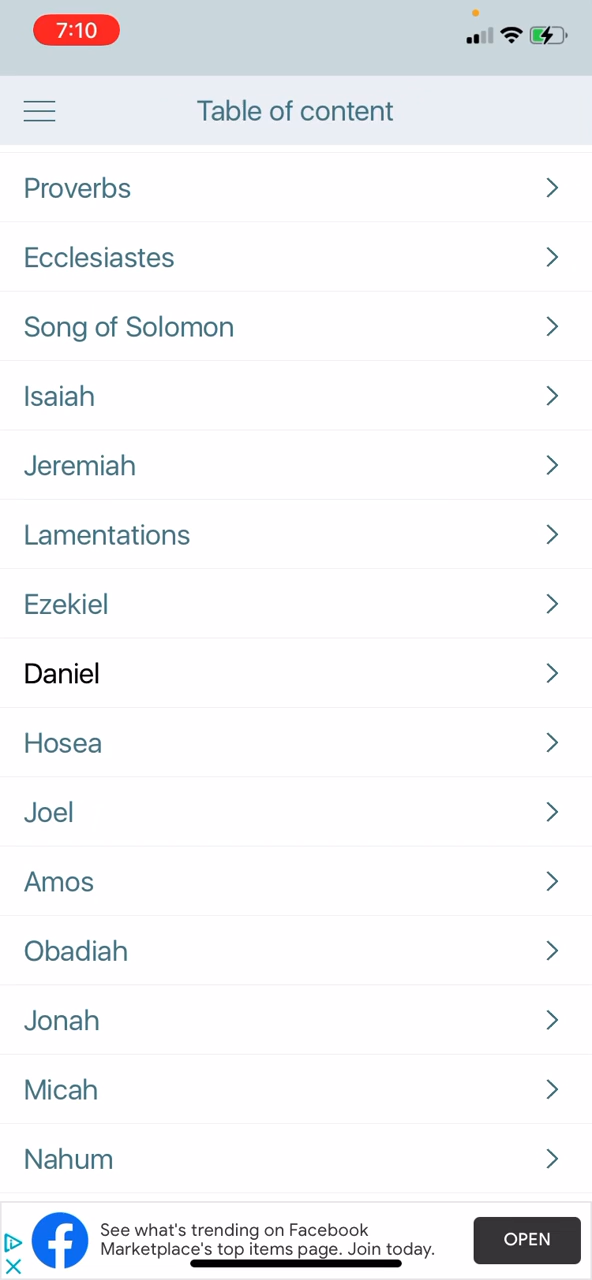 7:10
Table of content
Proverbs
Ecclesiastes
Song of Solomon
Isaiah
Jeremiah
Lamentations
Ezekiel
Daniel
Hosea
Joel
Amos
Obadiah
Jonah
Micah
Nahum
See what's trending on Facebook
Marketplace's top items page. Join today.
OPEN